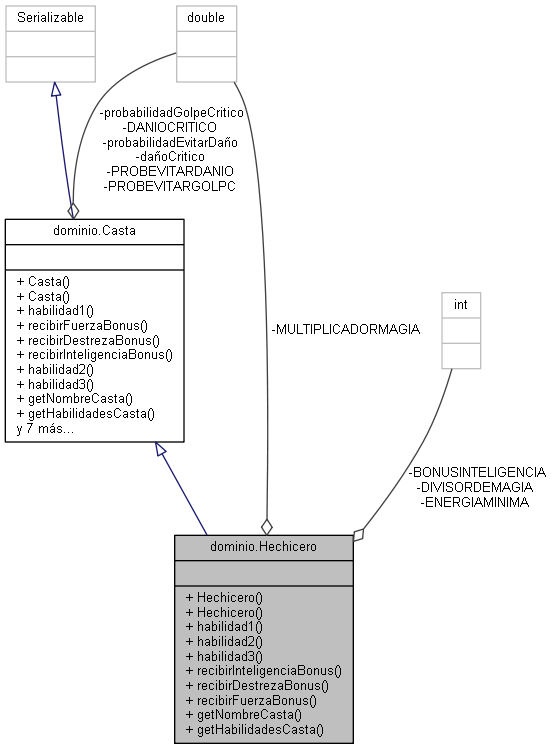 Serializable
double
-probabilidadGolpeCritico
-DANIOCRITICO
-probabilidadEvitarDaño
-dañoCritico
-PROBEVITARDANIO
-PROBEVITARGOLPC
dominio.Casta
+ Casta()
+ Casta()
+ habilidad1()
+ recibirFuerzaBonus()
+ recibirDestrezaBonus()
+ recibirInteligenciaBonus()
+ habilidad2()
+ habilidad3()
+ getNombreCasta()
+ getHabilidadesCasta()
y 7 más...
int
-MULTIPLICADORMAGIA
-BONUSINTELIGENCIA
-DIVISORDEMAGIA
-ENERGIAMINIMA
dominio.Hechicero
+ Hechicero()
+ Hechicero()
+ habilidad1()
+ habilidad2()
+ habilidad3()
+ recibirInteligenciaBonus()
+ recibirDestrezaBonus()
+ recibirFuerzaBonus()
+ getNombreCasta()
+ getHabilidadesCasta()